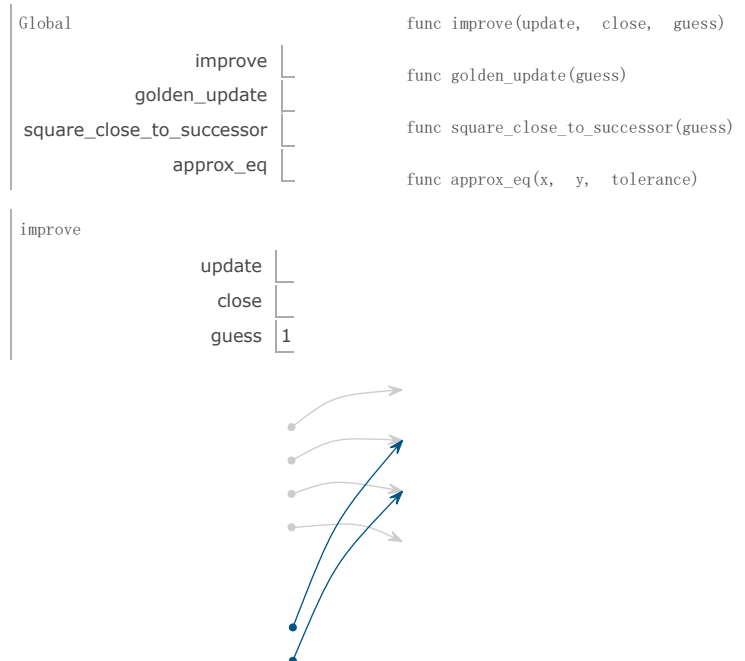 Global
improve
golden_update
square_close_to_successor
approx_eq
func improve(update, close, guess)
func golden_update(guess)
func square_close_to_successor(guess)
func approx_eq(x, y, tolerance)
improve
update
close
guess 1